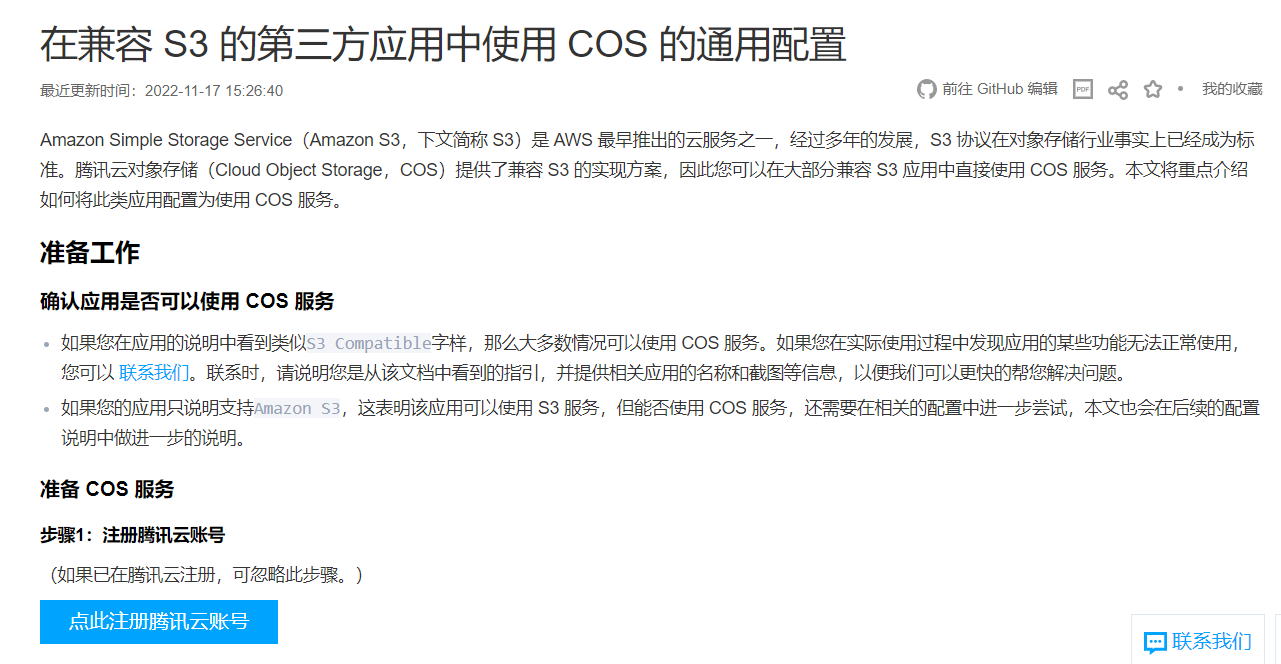 在兼容 S3 的第三方应用中使用 COS 的通用配置
最近更新时间：2022-11-17 15:26:40
前往 GitHub 编辑
PDF
我的收藏
Amazon Simple Storage Service（Amazon S3，下文简称 S3）是 AWS 最早推出的云服务之一，经过多年的发展，S3 协议在对象存储行业事实上已经成为标
准。腾讯云对象存储（Cloud Object Storage，COS）提供了兼容 S3 的实现方案，因此您可以在大部分兼容 S3 应用中直接使用 COS 服务。本文将重点介绍
如何将此类应用配置为使用 COS 服务。
准备工作
确认应用是否可以使用 COS 服务
如果您在应用的说明中看到类似S3 Compatible字样，那么大多数情况可以使用 COS 服务。如果您在实际使用过程中发现应用的某些功能无法正常使用，
您可以 联系我们。联系时，请说明您是从该文档中看到的指引，并提供相关应用的名称和截图等信息，以便我们可以更快的帮您解决问题。
如果您的应用只说明支持Amazon S3，这表明该应用可以使用 S3 服务，但能否使用 COS 服务，还需要在相关的配置中进一步尝试，本文也会在后续的配置
说明中做进一步的说明。
准备 COS 服务
步骤1：注册腾讯云账号
（如果已在腾讯云注册，可忽略此步骤。）
点此注册腾讯云账号
联系我们